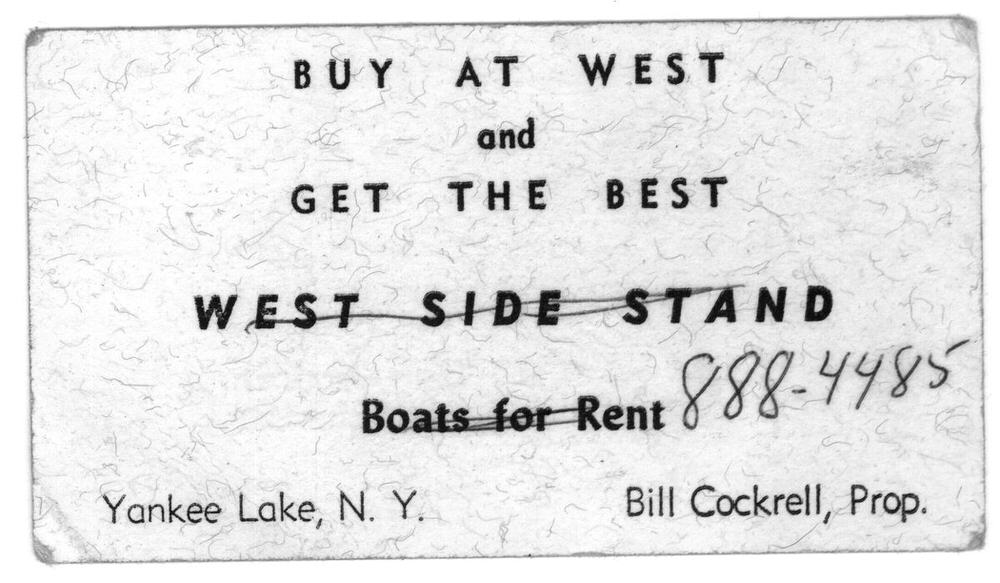 BUY AT WEST
and
GET THE BEST
WEST SIDE STAND
888-4485
Boats for Rent
Yankee Lake, N. Y.
Bill Cockrell, Prop.